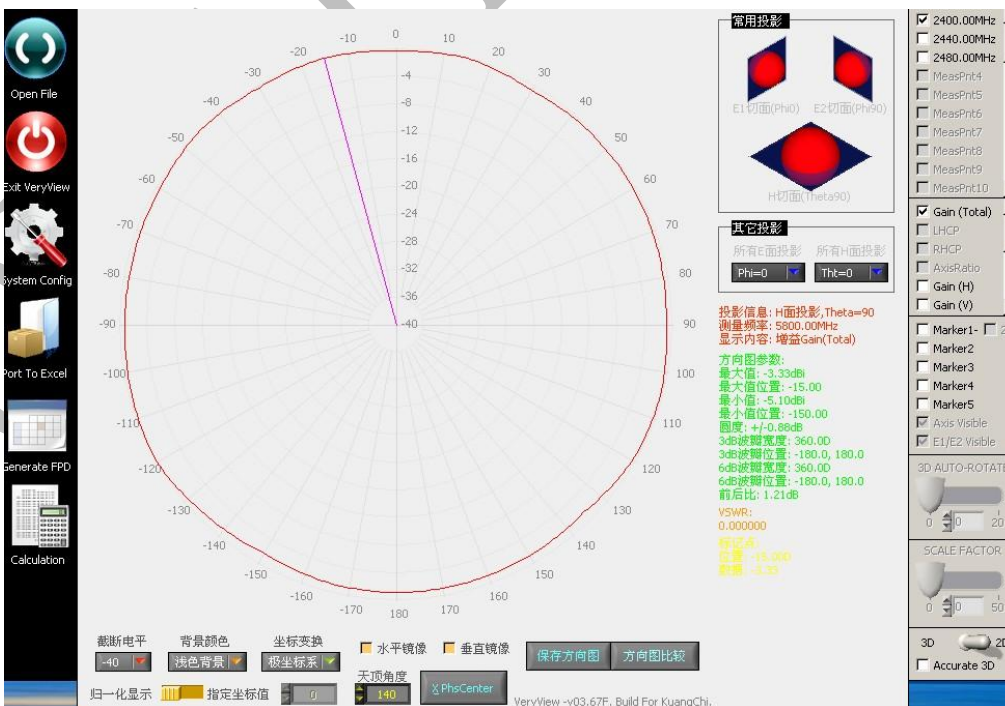 Open File
Exit VeryView
System Config
Port To Excel
Generate FPD
Calculation
0
-10
10
-20
20
-30
30
-40
40
-50
50
-60
60
-70
70
-80
80
-90
90
-100
100
-110
110
-120
120
-130
130
-140
140
-150
150
-160
160
-170
170
180
-4
-8
-12
-16
-20
-24
-28
-32
-36
-40
常用投影
E1切面(Phi0) E2切面(Phi90)
H切面(Theta90)
其它投影
所有E面投影 所有H面投影
Phi=0 Tht=0
投影信息: H面投影,Theta=90
测量频率: 5800.00MHz
显示内容: 增益Gain(Total)
方向图参数:
最大值: -3.33dBi
最大值位置: -15.00
最小值: -5.10dBi
最小值位置: -150.00
圆度: +/-0.88dB
3dB波瓣宽度: 360.0D
3dB波瓣位置: -180.0, 180.0
6dB波瓣宽度: 360.0D
6dB波瓣位置: -180.0, 180.0
前后比: 1.21dB
VSWR:
0.000000
标记点:
位置: -15.00D
数据: -3.33
2400.00MHz
2440.00MHz
2480.00MHz
MeasPnt4
MeasPnt5
MeasPnt6
MeasPnt7
MeasPnt8
MeasPnt9
MeasPnt10
Gain (Total)
LHCP
RHCP
AxisRatio
Gain (H)
Gain (V)
Marker1- 2
Marker2
Marker3
Marker4
Marker5
Axis Visible
E1/E2 Visible
3D AUTO-ROTATE
0 0 20
SCALE FACTOR
0 0 50
3D 2D
Accurate 3D
截断电平 背景颜色 坐标变换
-40 浅色背景 极坐标系
水平镜像 垂直镜像
保存方向图 方向图比较
归一化显示 指定坐标值 0
天顶角度
140
X PhsCenter
VeryView -v03.67F. Build For KuangChi.